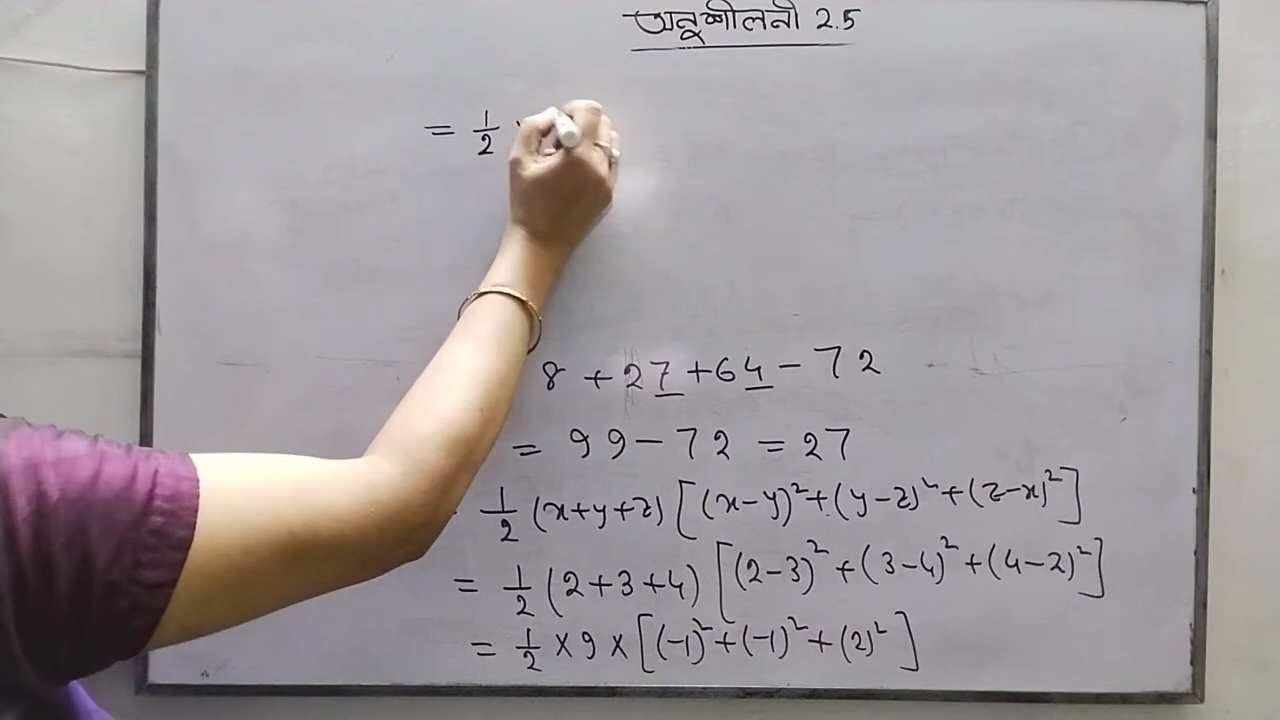 অনুশীলনী 2.5
= 1/2
8 + 27 + 64 - 72
= 99 - 72 = 27
1/2 (x+y+z) [(x-y)² + (y-z)² + (z-x)²]
= 1/2 (2+3+4) [(2-3)² + (3-4)² + (4-2)²]
= 1/2 × 9 × [(-1)² + (-1)² + (2)²]